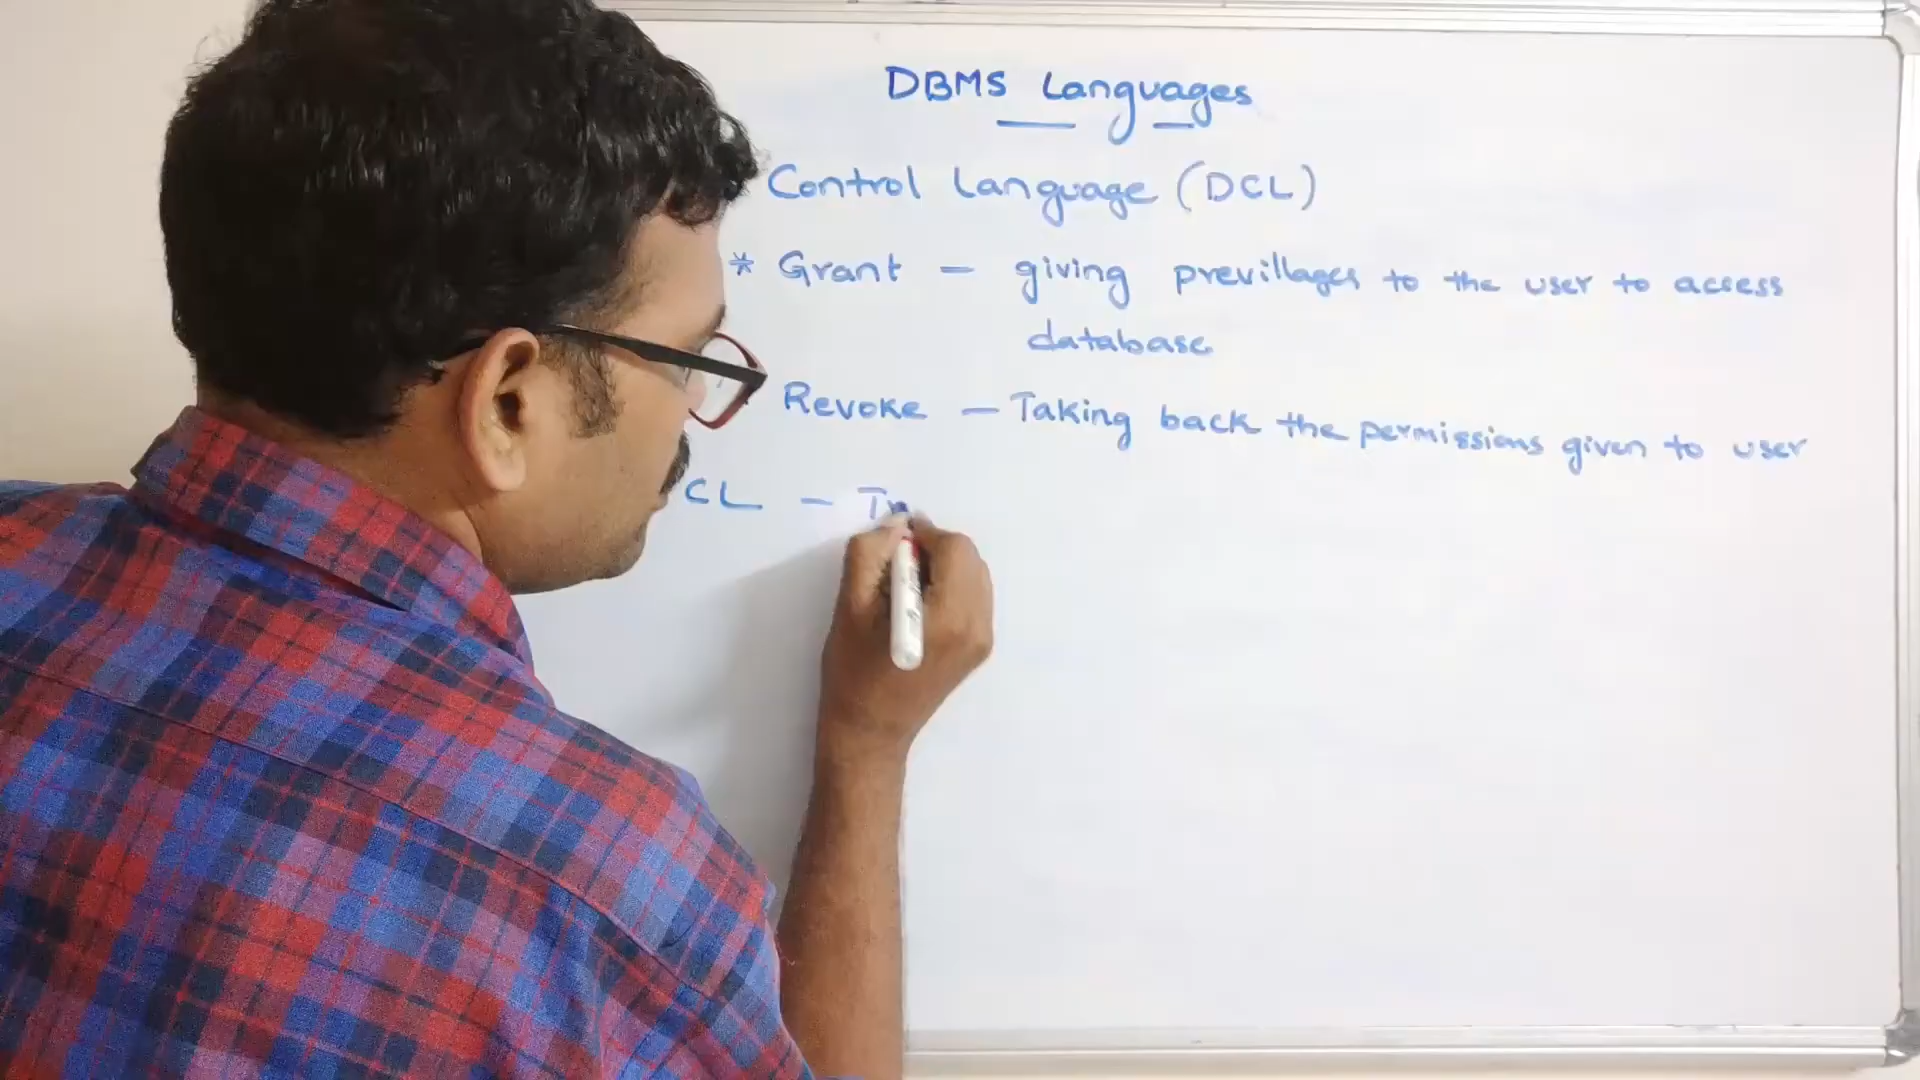 DBMS Languages
Control Language (DCL)
* Grant - giving previllages to the user to access
database
Revoke - Taking back the permissions given to user
CL - Tr